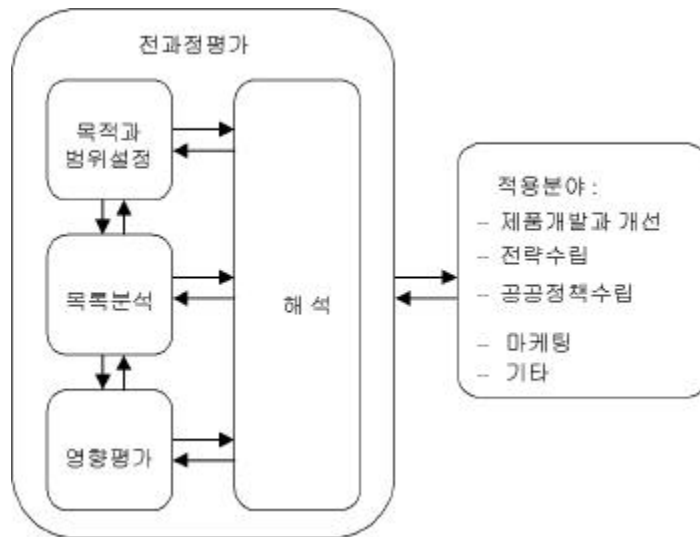 전과정평가
목적과
범위설정
목록분석
영향평가
해 석
적용분야 :
– 제품개발과 개선
– 전략수립
– 공공정책수립
– 마케팅
– 기타